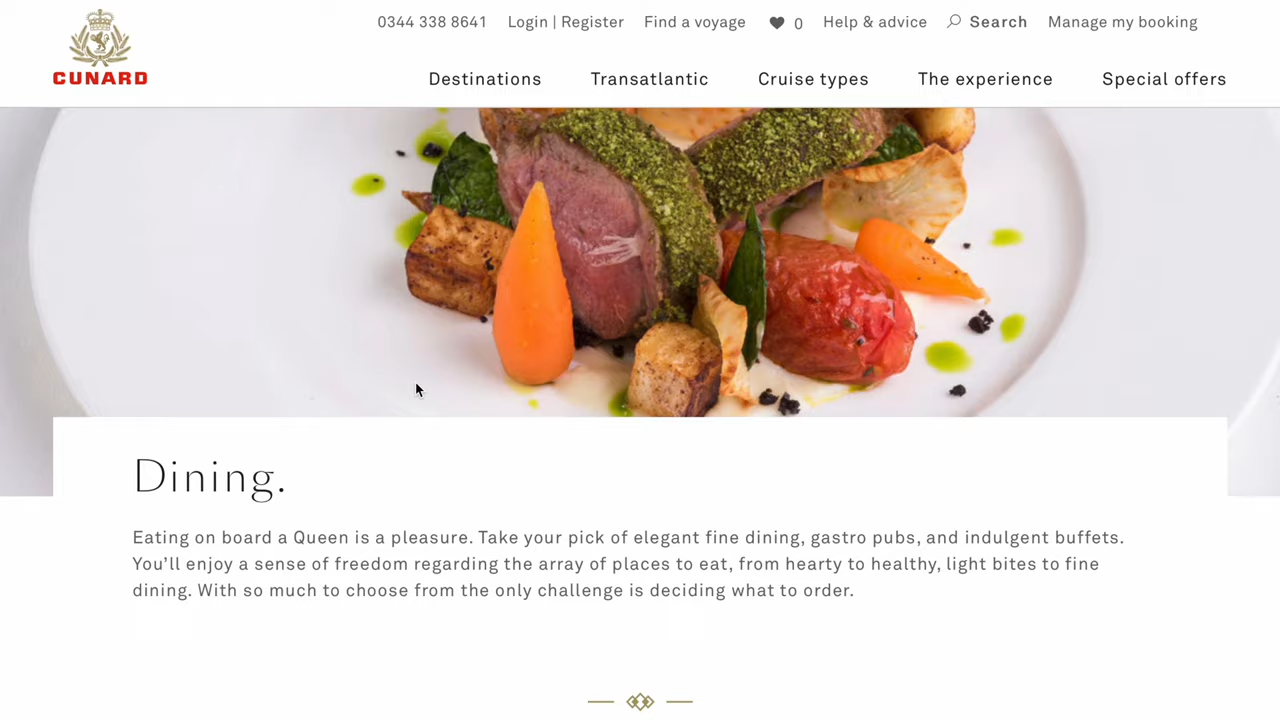 0344 338 8641 Login | Register Find a voyage 0 Help & advice Search Manage my booking
CUNARD
Destinations Transatlantic Cruise types The experience Special offers
Dining.
Eating on board a Queen is a pleasure. Take your pick of elegant fine dining, gastro pubs, and indulgent buffets.
You’ll enjoy a sense of freedom regarding the array of places to eat, from hearty to healthy, light bites to fine
dining. With so much to choose from the only challenge is deciding what to order.